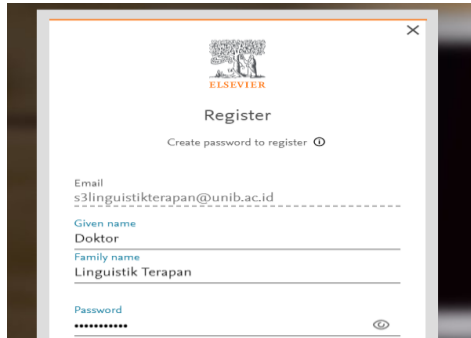 ELSEVIER
Register
Create password to register
Email
s3linguistikterapan@unib.ac.id
Given name
Doktor
Family name
Linguistik Terapan
Password
•••••••••••